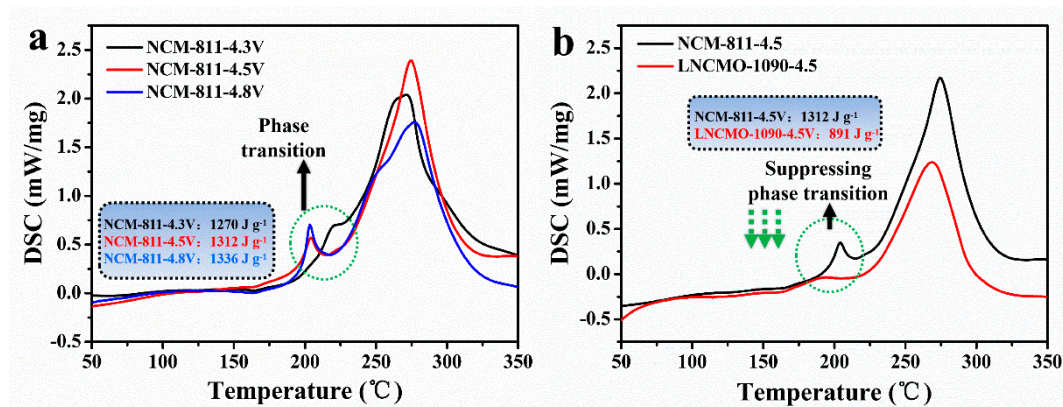 a
NCM-811-4.3V
NCM-811-4.5V
NCM-811-4.8V
Phase
transition
NCM-811-4.3V：1270 J g-1
NCM-811-4.5V：1312 J g-1
NCM-811-4.8V：1336 J g-1
DSC (mW/mg)
2.5
2.0
1.5
1.0
0.5
0.0
-0.5
50 100 150 200 250 300 350
Temperature (℃)
b
NCM-811-4.5
LNCMO-1090-4.5
NCM-811-4.5V：1312 J g-1
LNCMO-1090-4.5V：891 J g-1
Suppressing
phase transition
DSC (mW/mg)
2.5
2.0
1.5
1.0
0.5
0.0
-0.5
50 100 150 200 250 300 350
Temperature (℃)